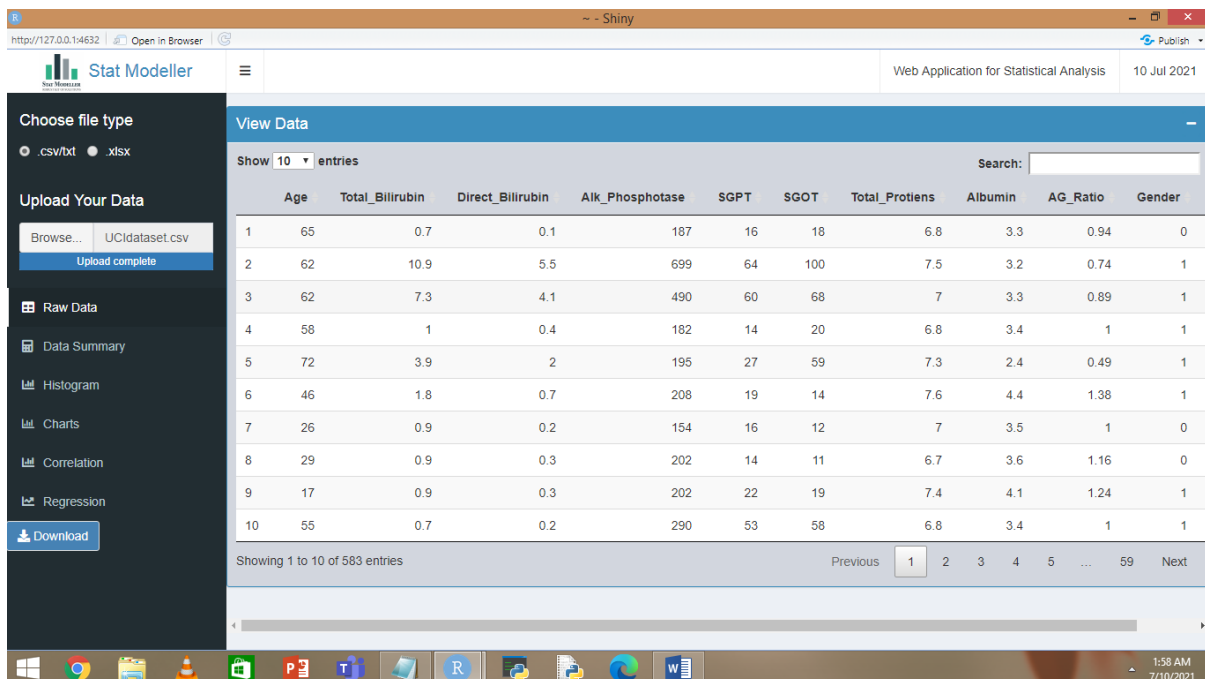 ~ - Shiny
http://127.0.0.1:4632 Open in Browser Publish
STAT MODELLER Stat Modeller Web Application for Statistical Analysis 10 Jul 2021
Choose file type
.csv/txt .xlsx
Upload Your Data
Browse... UCIdataset.csv
Upload complete
Raw Data
Data Summary
Histogram
Charts
Correlation
Regression
Download
View Data
Show 10 entries Search:
Age Total_Bilirubin Direct_Bilirubin Alk_Phosphotase SGPT SGOT Total_Protiens Albumin AG_Ratio Gender
1 65 0.7 0.1 187 16 18 6.8 3.3 0.94 0
2 62 10.9 5.5 699 64 100 7.5 3.2 0.74 1
3 62 7.3 4.1 490 60 68 7 3.3 0.89 1
4 58 1 0.4 182 14 20 6.8 3.4 1 1
5 72 3.9 2 195 27 59 7.3 2.4 0.49 1
6 46 1.8 0.7 208 19 14 7.6 4.4 1.38 1
7 26 0.9 0.2 154 16 12 7 3.5 1 0
8 29 0.9 0.3 202 14 11 6.7 3.6 1.16 0
9 17 0.9 0.3 202 22 19 7.4 4.1 1.24 1
10 55 0.7 0.2 290 53 58 6.8 3.4 1 1
Showing 1 to 10 of 583 entries Previous 1 2 3 4 5 ... 59 Next
1:58 AM
7/10/2021